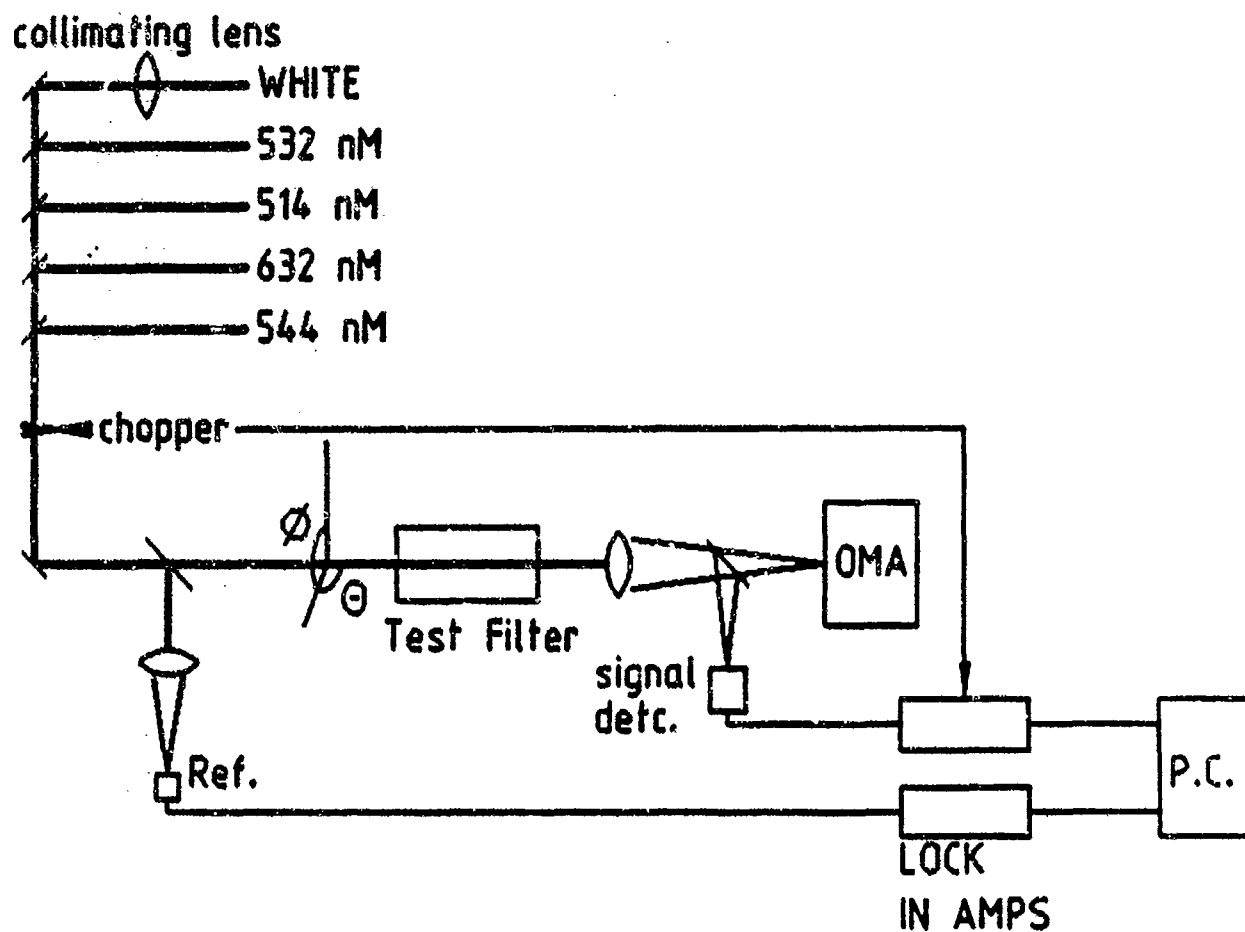 collimating lens
WHITE
532 nM
514 nM
632 nM
544 nM
chopper
Ø
Θ
OMA
Test Filter
signal
detc.
Ref.
P.C.
LOCK
IN AMPS